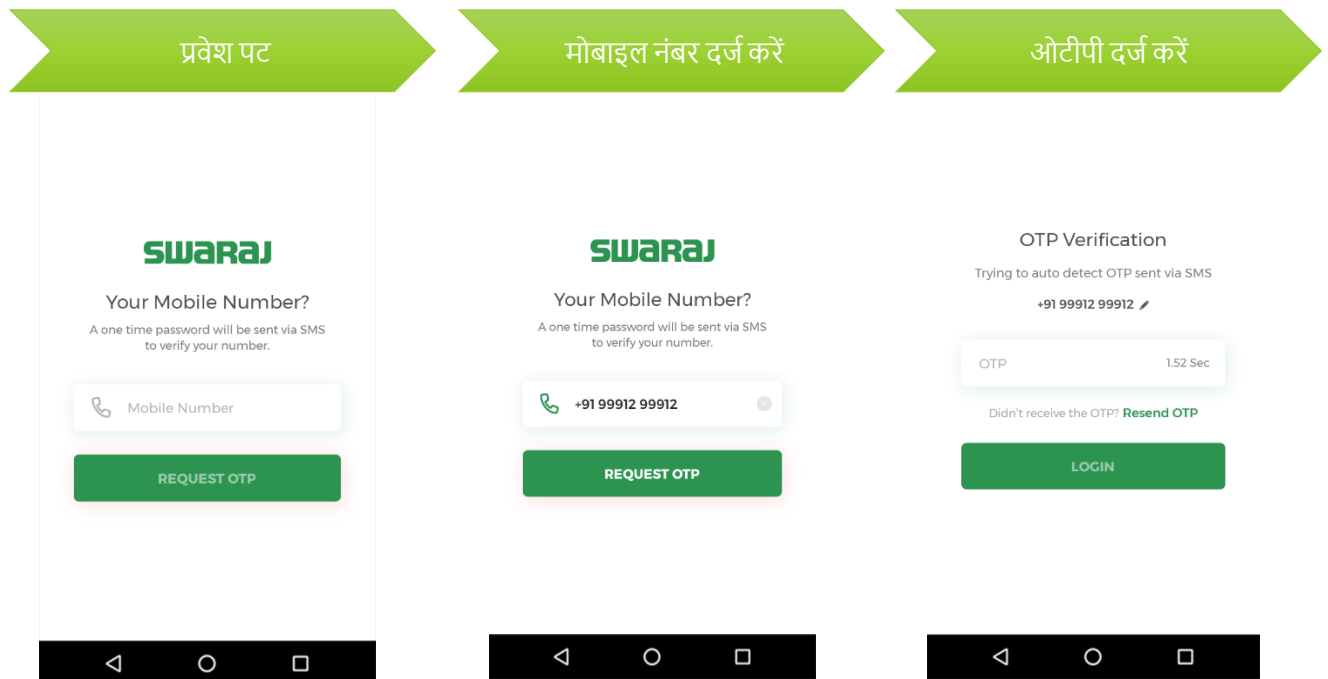 प्रवेश पट
मोबाइल नंबर दर्ज करें
ओटीपी दर्ज करें
SWARAJ
Your Mobile Number?
A one time password will be sent via SMS
to verify your number.
Mobile Number
REQUEST OTP
SWARAJ
Your Mobile Number?
A one time password will be sent via SMS
to verify your number.
+91 99912 99912
REQUEST OTP
OTP Verification
Trying to auto detect OTP sent via SMS
+91 99912 99912
OTP 1.52 Sec
Didn't receive the OTP? Resend OTP
LOGIN